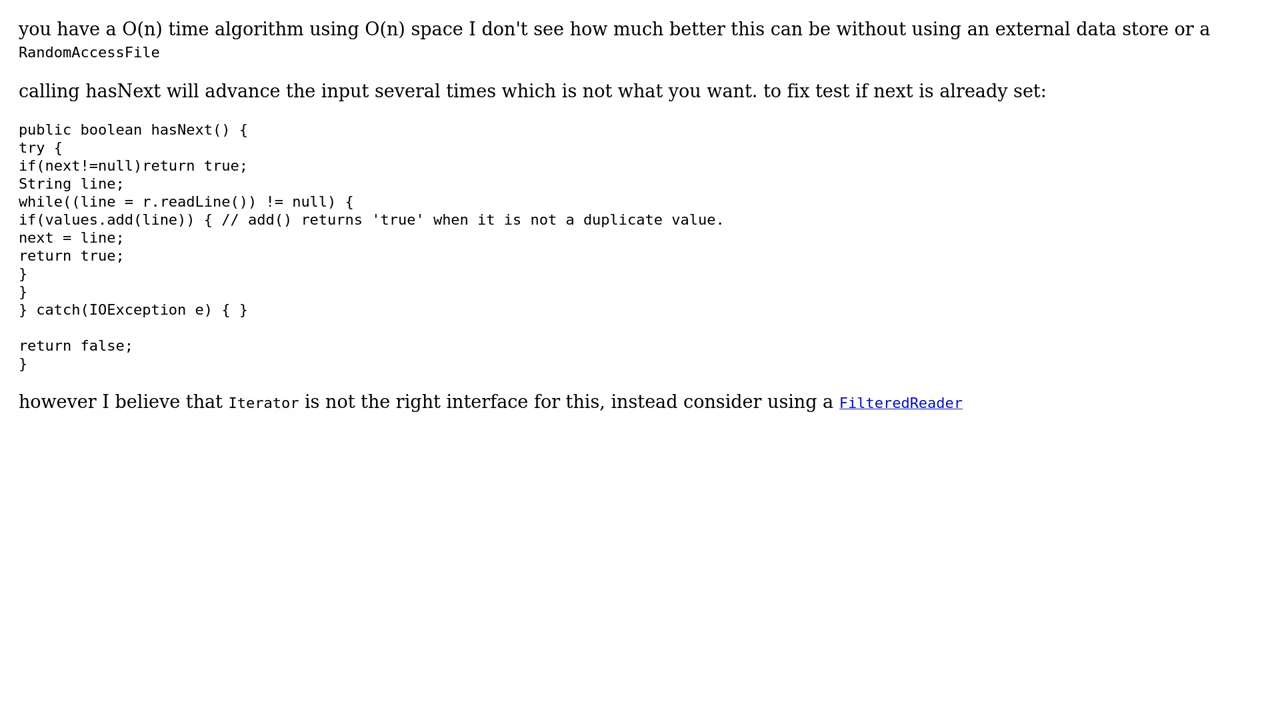 you have a O(n) time algorithm using O(n) space I don't see how much better this can be without using an external data store or a
RandomAccessFile
calling hasNext will advance the input several times which is not what you want. to fix test if next is already set:
public boolean hasNext() {
try {
if(next!=null)return true;
String line;
while((line = r.readLine()) != null) {
if(values.add(line)) { // add() returns 'true' when it is not a duplicate value.
next = line;
return true;
}
}
} catch(IOException e) { }
return false;
}
however I believe that Iterator is not the right interface for this, instead consider using a FilteredReader